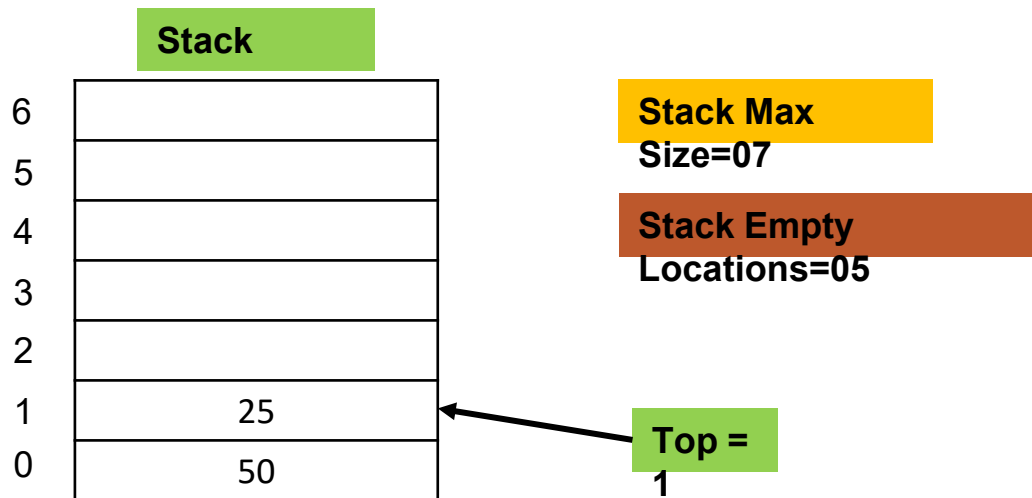 Stack
6
5
4
3
2
1
0
25
50
Stack Max
Size=07
Stack Empty
Locations=05
Top =
1